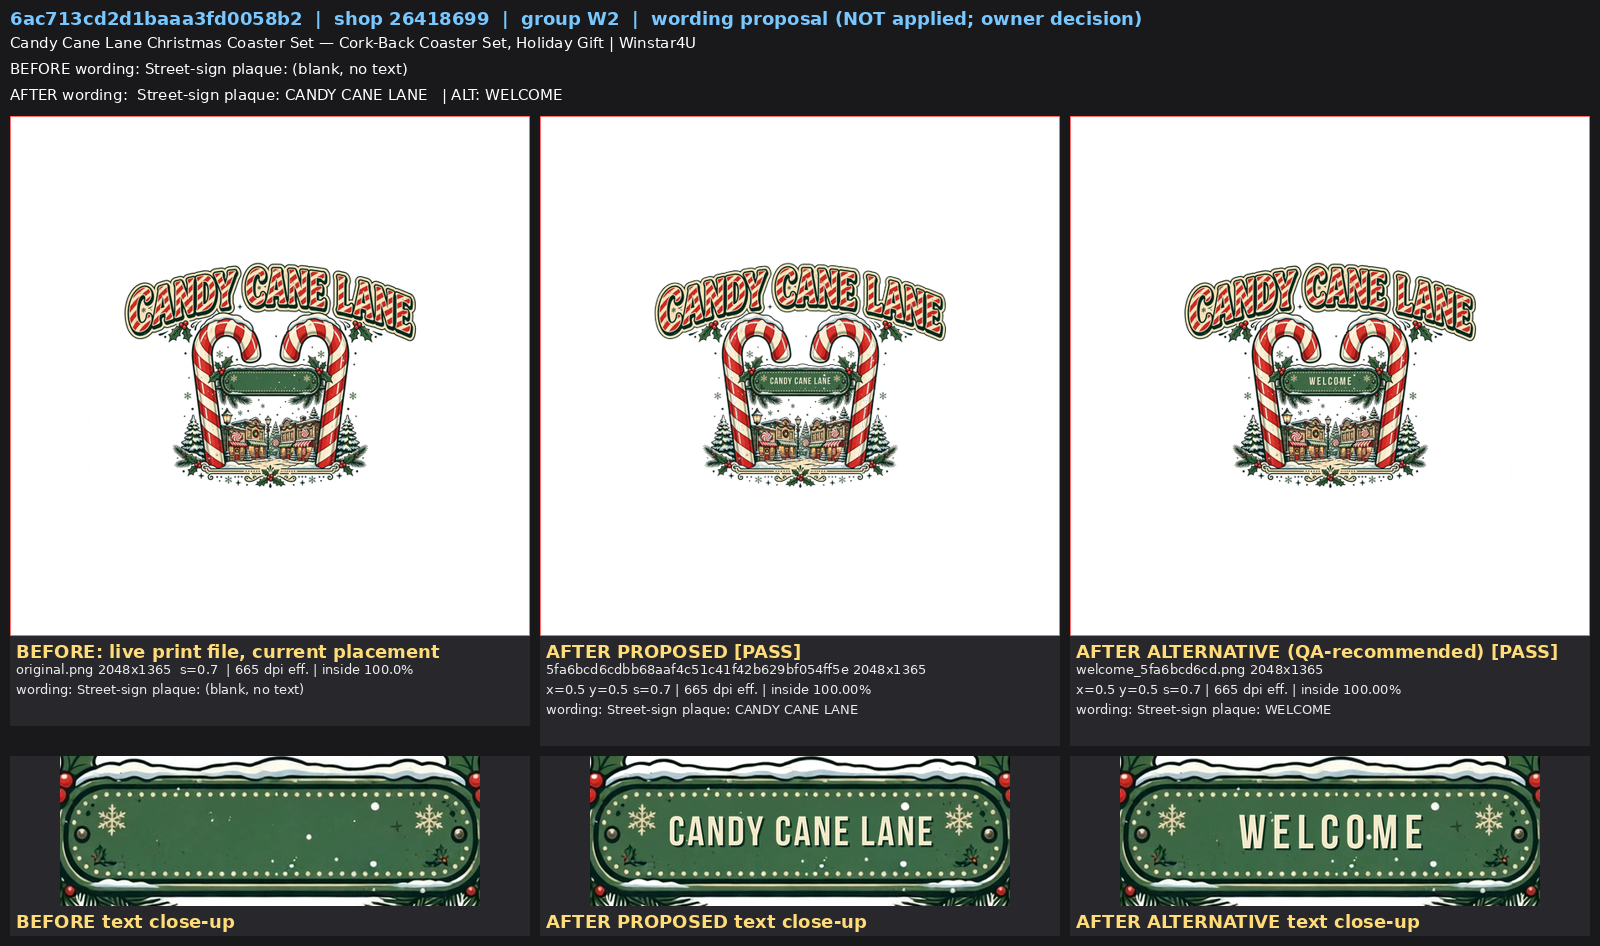 6ac713cd2d1baaa3fd0058b2 | shop 26418699 | group W2 | wording proposal (NOT applied; owner decision)
Candy Cane Lane Christmas Coaster Set — Cork-Back Coaster Set, Holiday Gift | Winstar4U
BEFORE wording: Street-sign plaque: (blank, no text)
AFTER wording: Street-sign plaque: CANDY CANE LANE | ALT: WELCOME
CANDY CANE LANE
CANDY CANE LANE
CANDY CANE LANE
CANDY CANE LANE
WELCOME
BEFORE: live print file, current placement
original.png 2048x1365 s=0.7 | 665 dpi eff. | inside 100.0%
wording: Street-sign plaque: (blank, no text)
AFTER PROPOSED [PASS]
5fa6bcd6cdbb68aaf4c51c41f42b629bf054ff5e 2048x1365
x=0.5 y=0.5 s=0.7 | 665 dpi eff. | inside 100.00%
wording: Street-sign plaque: CANDY CANE LANE
AFTER ALTERNATIVE (QA-recommended) [PASS]
welcome_5fa6bcd6cd.png 2048x1365
x=0.5 y=0.5 s=0.7 | 665 dpi eff. | inside 100.00%
wording: Street-sign plaque: WELCOME
CANDY CANE LANE
WELCOME
BEFORE text close-up
AFTER PROPOSED text close-up
AFTER ALTERNATIVE text close-up